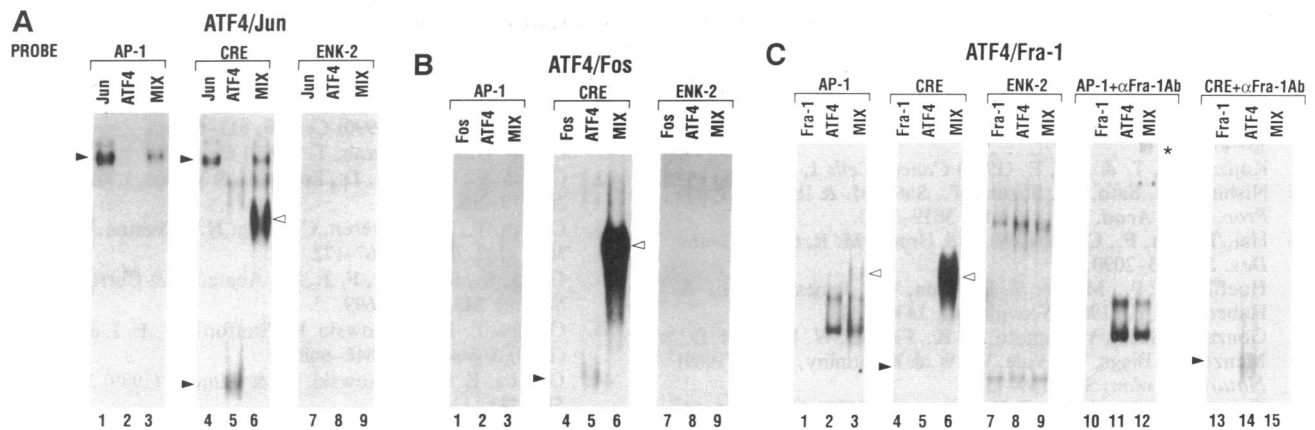 A
ATF4/Jun
PROBE
AP-1
CRE
ENK-2
Jun
ATF4
MIX
Jun
ATF4
MIX
Jun
ATF4
MIX
1 2 3 4 5 6 7 8 9
B
ATF4/Fos
AP-1
CRE
ENK-2
Fos
ATF4
MIX
Fos
ATF4
MIX
Fos
ATF4
MIX
1 2 3 4 5 6 7 8 9
C
ATF4/Fra-1
AP-1
CRE
ENK-2
AP-1+αFra-1Ab
CRE+αFra-1Ab
Fra-1
ATF4
MIX
Fra-1
ATF4
MIX
Fra-1
ATF4
MIX
Fra-1
ATF4
MIX
Fra-1
ATF4
MIX
*
1 2 3 4 5 6 7 8 9 10 11 12 13 14 15